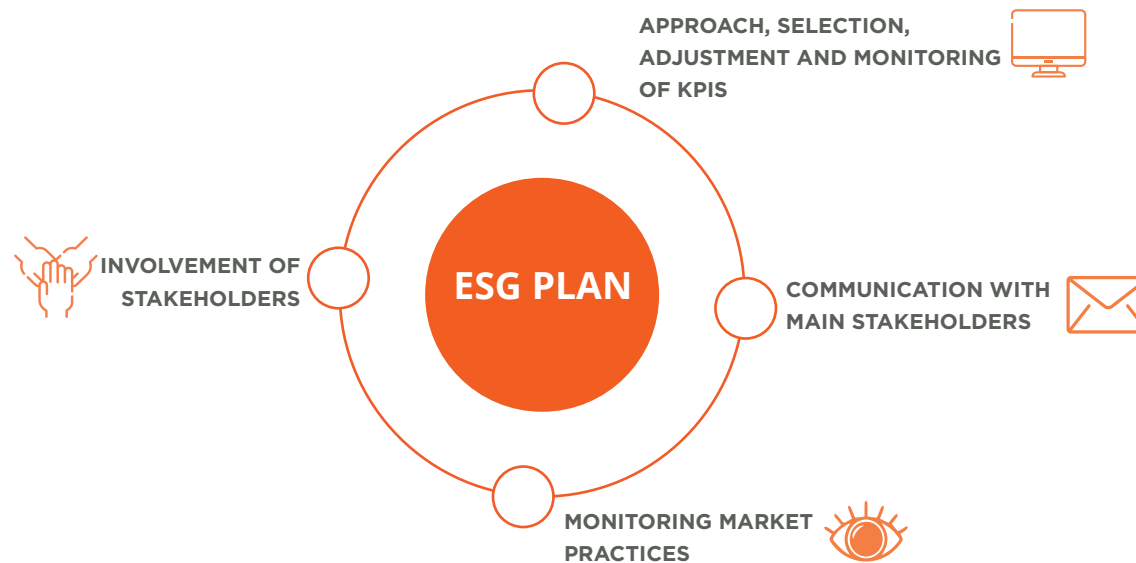 APPROACH, SELECTION,
ADJUSTMENT AND MONITORING
OF KPIS
INVOLVEMENT OF
STAKEHOLDERS
ESG PLAN
COMMUNICATION WITH
MAIN STAKEHOLDERS
MONITORING MARKET
PRACTICES